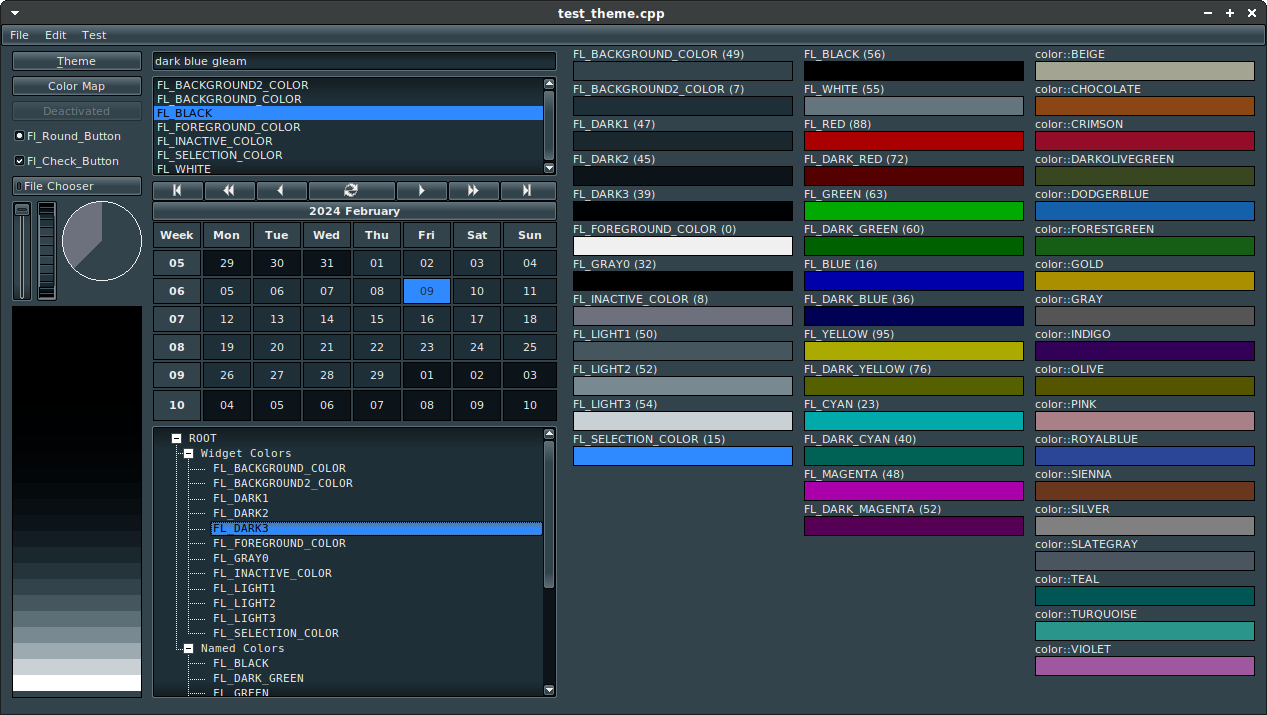 test_theme.cpp
File Edit Test
Theme
Color Map
Deactivated
Fl_Round_Button
Fl_Check_Button
File Chooser
dark blue gleam
FL_BACKGROUND2_COLOR
FL_BACKGROUND_COLOR
FL_BLACK
FL_FOREGROUND_COLOR
FL_INACTIVE_COLOR
FL_SELECTION_COLOR
FL_WHITE
2024 February
Week Mon Tue Wed Thu Fri Sat Sun
05 29 30 31 01 02 03 04
06 05 06 07 08 09 10 11
07 12 13 14 15 16 17 18
08 19 20 21 22 23 24 25
09 26 27 28 29 01 02 03
10 04 05 06 07 08 09 10
ROOT
Widget Colors
FL_BACKGROUND_COLOR
FL_BACKGROUND2_COLOR
FL_DARK1
FL_DARK2
FL_DARK3
FL_FOREGROUND_COLOR
FL_GRAY0
FL_INACTIVE_COLOR
FL_LIGHT1
FL_LIGHT2
FL_LIGHT3
FL_SELECTION_COLOR
Named Colors
FL_BLACK
FL_DARK_GREEN
FL_GREEN
FL_BACKGROUND_COLOR (49)
FL_BACKGROUND2_COLOR (7)
FL_DARK1 (47)
FL_DARK2 (45)
FL_DARK3 (39)
FL_FOREGROUND_COLOR (0)
FL_GRAY0 (32)
FL_INACTIVE_COLOR (8)
FL_LIGHT1 (50)
FL_LIGHT2 (52)
FL_LIGHT3 (54)
FL_SELECTION_COLOR (15)
FL_BLACK (56)
FL_WHITE (55)
FL_RED (88)
FL_DARK_RED (72)
FL_GREEN (63)
FL_DARK_GREEN (60)
FL_BLUE (16)
FL_DARK_BLUE (36)
FL_YELLOW (95)
FL_DARK_YELLOW (76)
FL_CYAN (23)
FL_DARK_CYAN (40)
FL_MAGENTA (48)
FL_DARK_MAGENTA (52)
color::BEIGE
color::CHOCOLATE
color::CRIMSON
color::DARKOLIVEGREEN
color::DODGERBLUE
color::FORESTGREEN
color::GOLD
color::GRAY
color::INDIGO
color::OLIVE
color::PINK
color::ROYALBLUE
color::SIENNA
color::SILVER
color::SLATEGRAY
color::TEAL
color::TURQUOISE
color::VIOLET